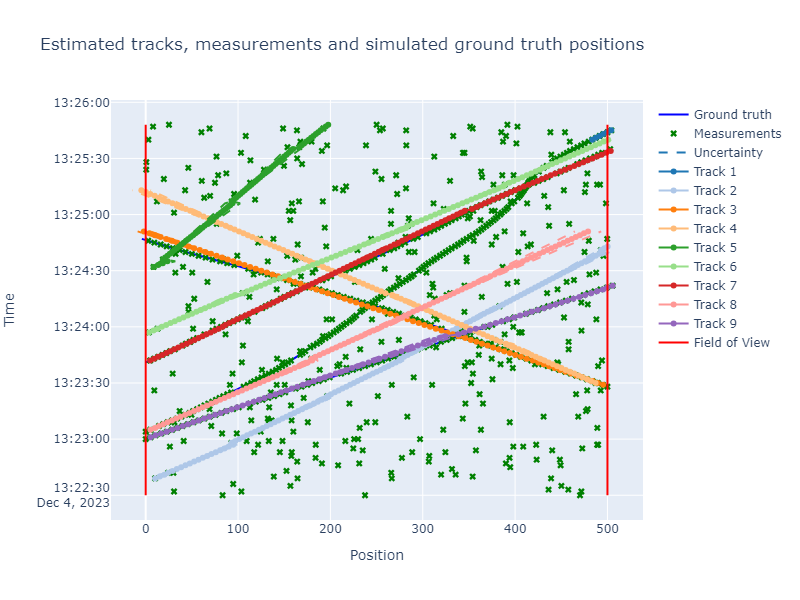 Estimated tracks, measurements and simulated ground truth positions
13:26:00
13:25:30
13:25:00
13:24:30
13:24:00
13:23:30
13:23:00
13:22:30
Dec 4, 2023
Time
0
100
200
300
400
500
Position
Ground truth
Measurements
Uncertainty
Track 1
Track 2
Track 3
Track 4
Track 5
Track 6
Track 7
Track 8
Track 9
Field of View